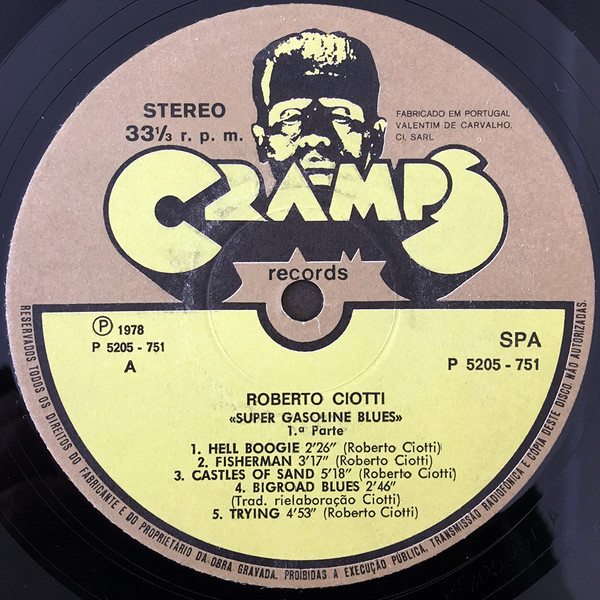 STEREO
33⅓ r. p. m.
FABRICADO EM PORTUGAL
VALENTIM DE CARVALHO,
CI, SARL
CRAMPS
records
Ⓟ 1978
P 5205 - 751
A
SPA
P 5205 - 751
ROBERTO CIOTTI
«SUPER GASOLINE BLUES»
1.ª Parte
1. HELL BOOGIE 2'26" (Roberto Ciotti)
2. FISHERMAN 3'17" (Roberto Ciotti)
3. CASTLES OF SAND 5'18" (Roberto Ciotti)
4. BIGROAD BLUES 2'46"
(Trad. rielaboração Ciotti)
5. TRYING 4'53" (Roberto Ciotti)
RESERVADOS TODOS OS DIREITOS DO FABRICANTE E DO PROPRIETÁRIO DA OBRA GRAVADA. PROIBIDAS A EXECUÇÃO PÚBLICA, TRANSMISSÃO RADIOFÓNICA E CÓPIA DESTE DISCO, NÃO AUTORIZADAS.